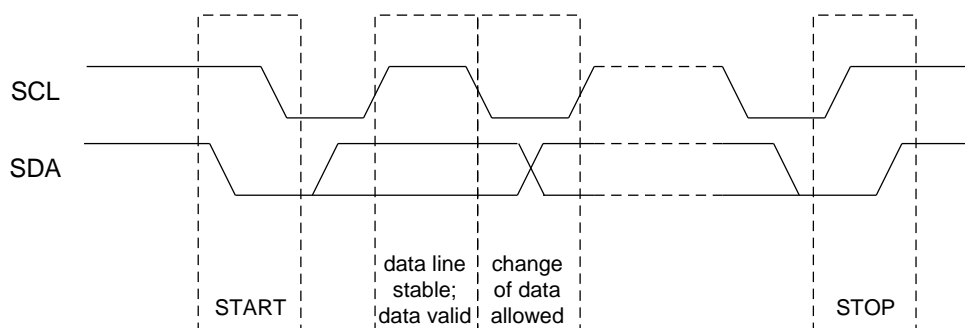 SCL
SDA
START
data line
stable;
data valid
change
of data
allowed
STOP